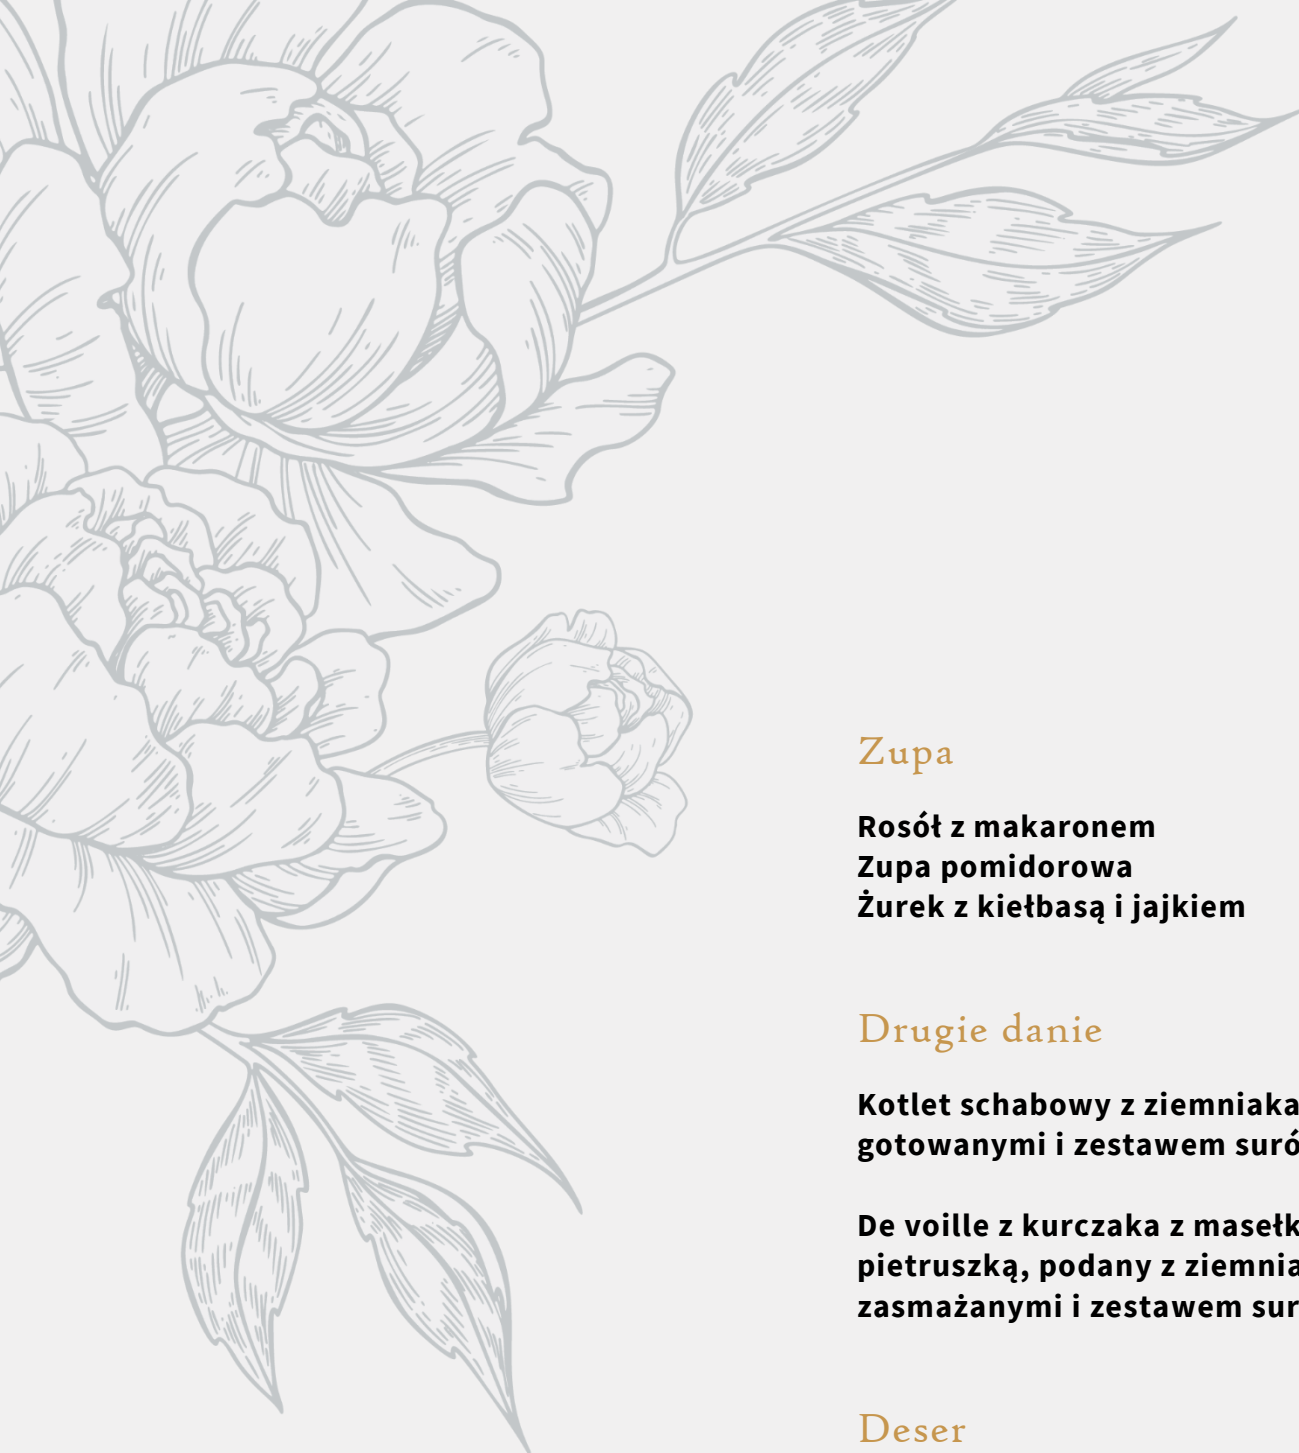 Zupa
Rosół z makaronem
Zupa pomidorowa
Żurek z kiełbasą i jajkiem
Drugie danie
Kotlet schabowy z ziemniaka
gotowanymi i zestawem suró
De voille z kurczaka z masełk
pietruszką, podany z ziemnia
zasmażanymi i zestawem sur
Deser